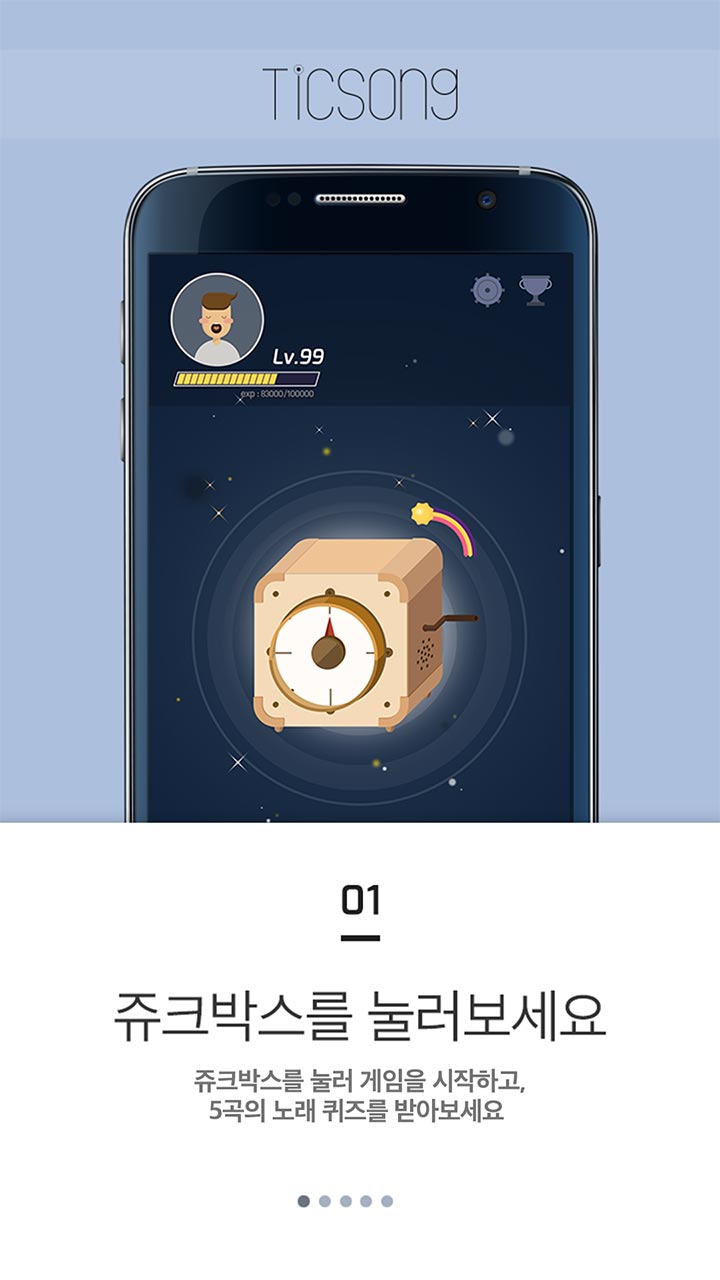 Ticsong
Lv.99
exp : 83000/100000
01
쥬크박스를 눌러보세요
쥬크박스를 눌러 게임을 시작하고,
5곡의 노래 퀴즈를 받아보세요